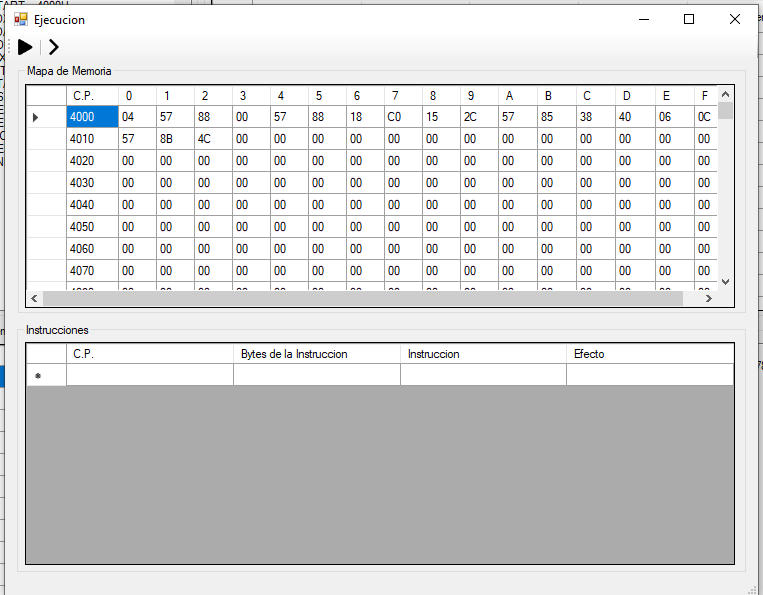 Ejecucion
Mapa de Memoria
C.P. 0 1 2 3 4 5 6 7 8 9 A B C D E F
4000 04 57 88 00 57 88 18 C0 15 2C 57 85 38 40 06 0C
4010 57 8B 4C 00 00 00 00 00 00 00 00 00 00 00 00 00
4020 00 00 00 00 00 00 00 00 00 00 00 00 00 00 00 00
4030 00 00 00 00 00 00 00 00 00 00 00 00 00 00 00 00
4040 00 00 00 00 00 00 00 00 00 00 00 00 00 00 00 00
4050 00 00 00 00 00 00 00 00 00 00 00 00 00 00 00 00
4060 00 00 00 00 00 00 00 00 00 00 00 00 00 00 00 00
4070 00 00 00 00 00 00 00 00 00 00 00 00 00 00 00 00
Instrucciones
C.P. Bytes de la Instruccion Instruccion Efecto